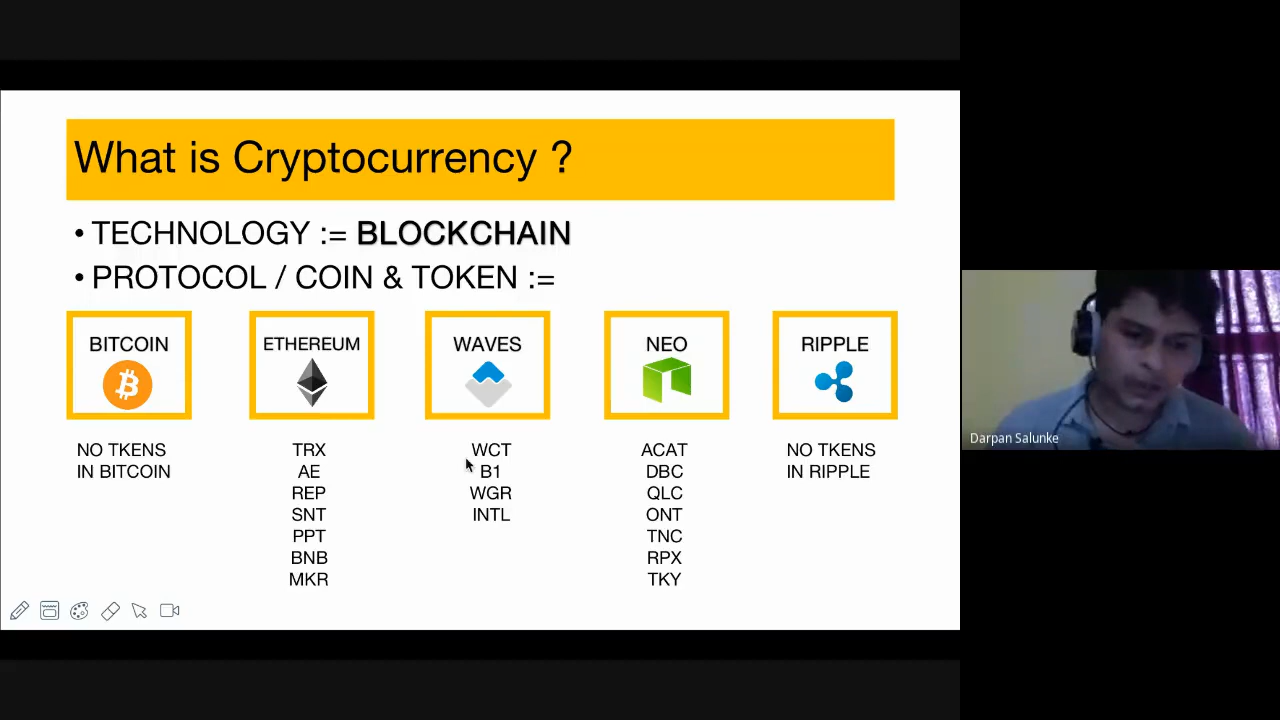 What is Cryptocurrency ?
• TECHNOLOGY := BLOCKCHAIN
• PROTOCOL / COIN & TOKEN :=
BITCOIN
NO TKENS
IN BITCOIN
ETHEREUM
TRX
AE
REP
SNT
PPT
BNB
MKR
WAVES
WCT
B1
WGR
INTL
NEO
ACAT
DBC
QLC
ONT
TNC
RPX
TKY
RIPPLE
NO TKENS
IN RIPPLE
Darpan Salunke